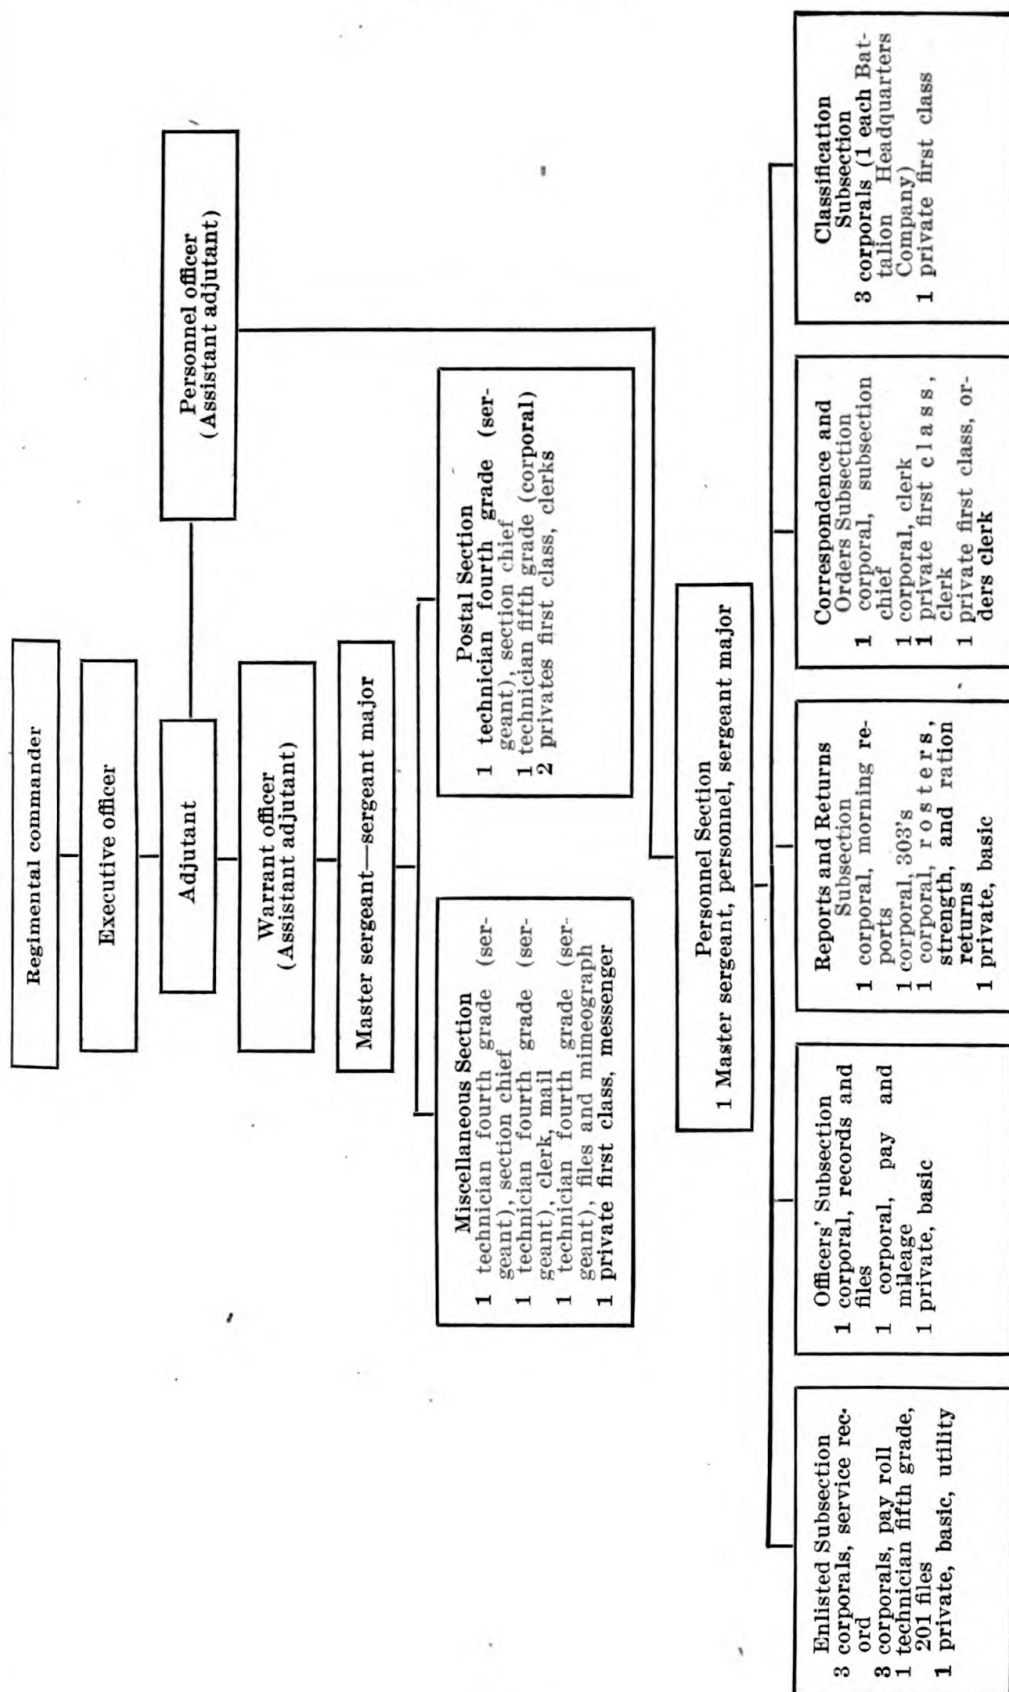 Regimental commander
Executive officer
Adjutant
Personnel officer
(Assistant adjutant)
Warrant officer
(Assistant adjutant)
Master sergeant—sergeant major
Miscellaneous Section
1 technician fourth grade (ser-
geant), section chief
1 technician fourth grade (ser-
geant), clerk, mail
1 technician fourth grade (ser-
geant), files and mimeograph
1 private first class, messenger
Postal Section
1 technician fourth grade (ser-
geant), section chief
1 technician fifth grade (corporal)
2 privates first class, clerks
Personnel Section
1 Master sergeant, personnel, sergeant major
Enlisted Subsection
3 corporals, service rec-
ord
3 corporals, pay roll
1 technician fifth grade,
201 files
1 private, basic, utility
Officers' Subsection
1 corporal, records and
files
1 corporal, pay and
mileage
1 private, basic
Reports and Returns
Subsection
1 corporal, morning re-
ports
1 corporal, 303's
1 corporal, rosters,
strength, and ration
returns
1 private, basic
Correspondence and
Orders Subsection
1 corporal, subsection
chief
1 corporal, clerk
1 private first class,
clerk
1 private first class, or-
ders clerk
Classification
Subsection
3 corporals (1 each Bat-
talion Headquarters
Company)
1 private first class